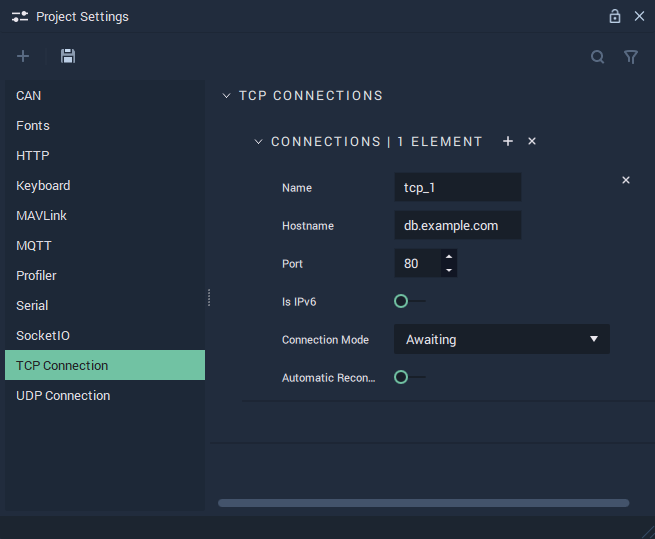 Project Settings
CAN
Fonts
HTTP
Keyboard
MAVLink
MQTT
Profiler
Serial
SocketIO
TCP Connection
UDP Connection
TCP CONNECTIONS
CONNECTIONS | 1 ELEMENT
Name tcp_1
Hostname db.example.com
Port 80
Is IPv6
Connection Mode Awaiting
Automatic Recon...